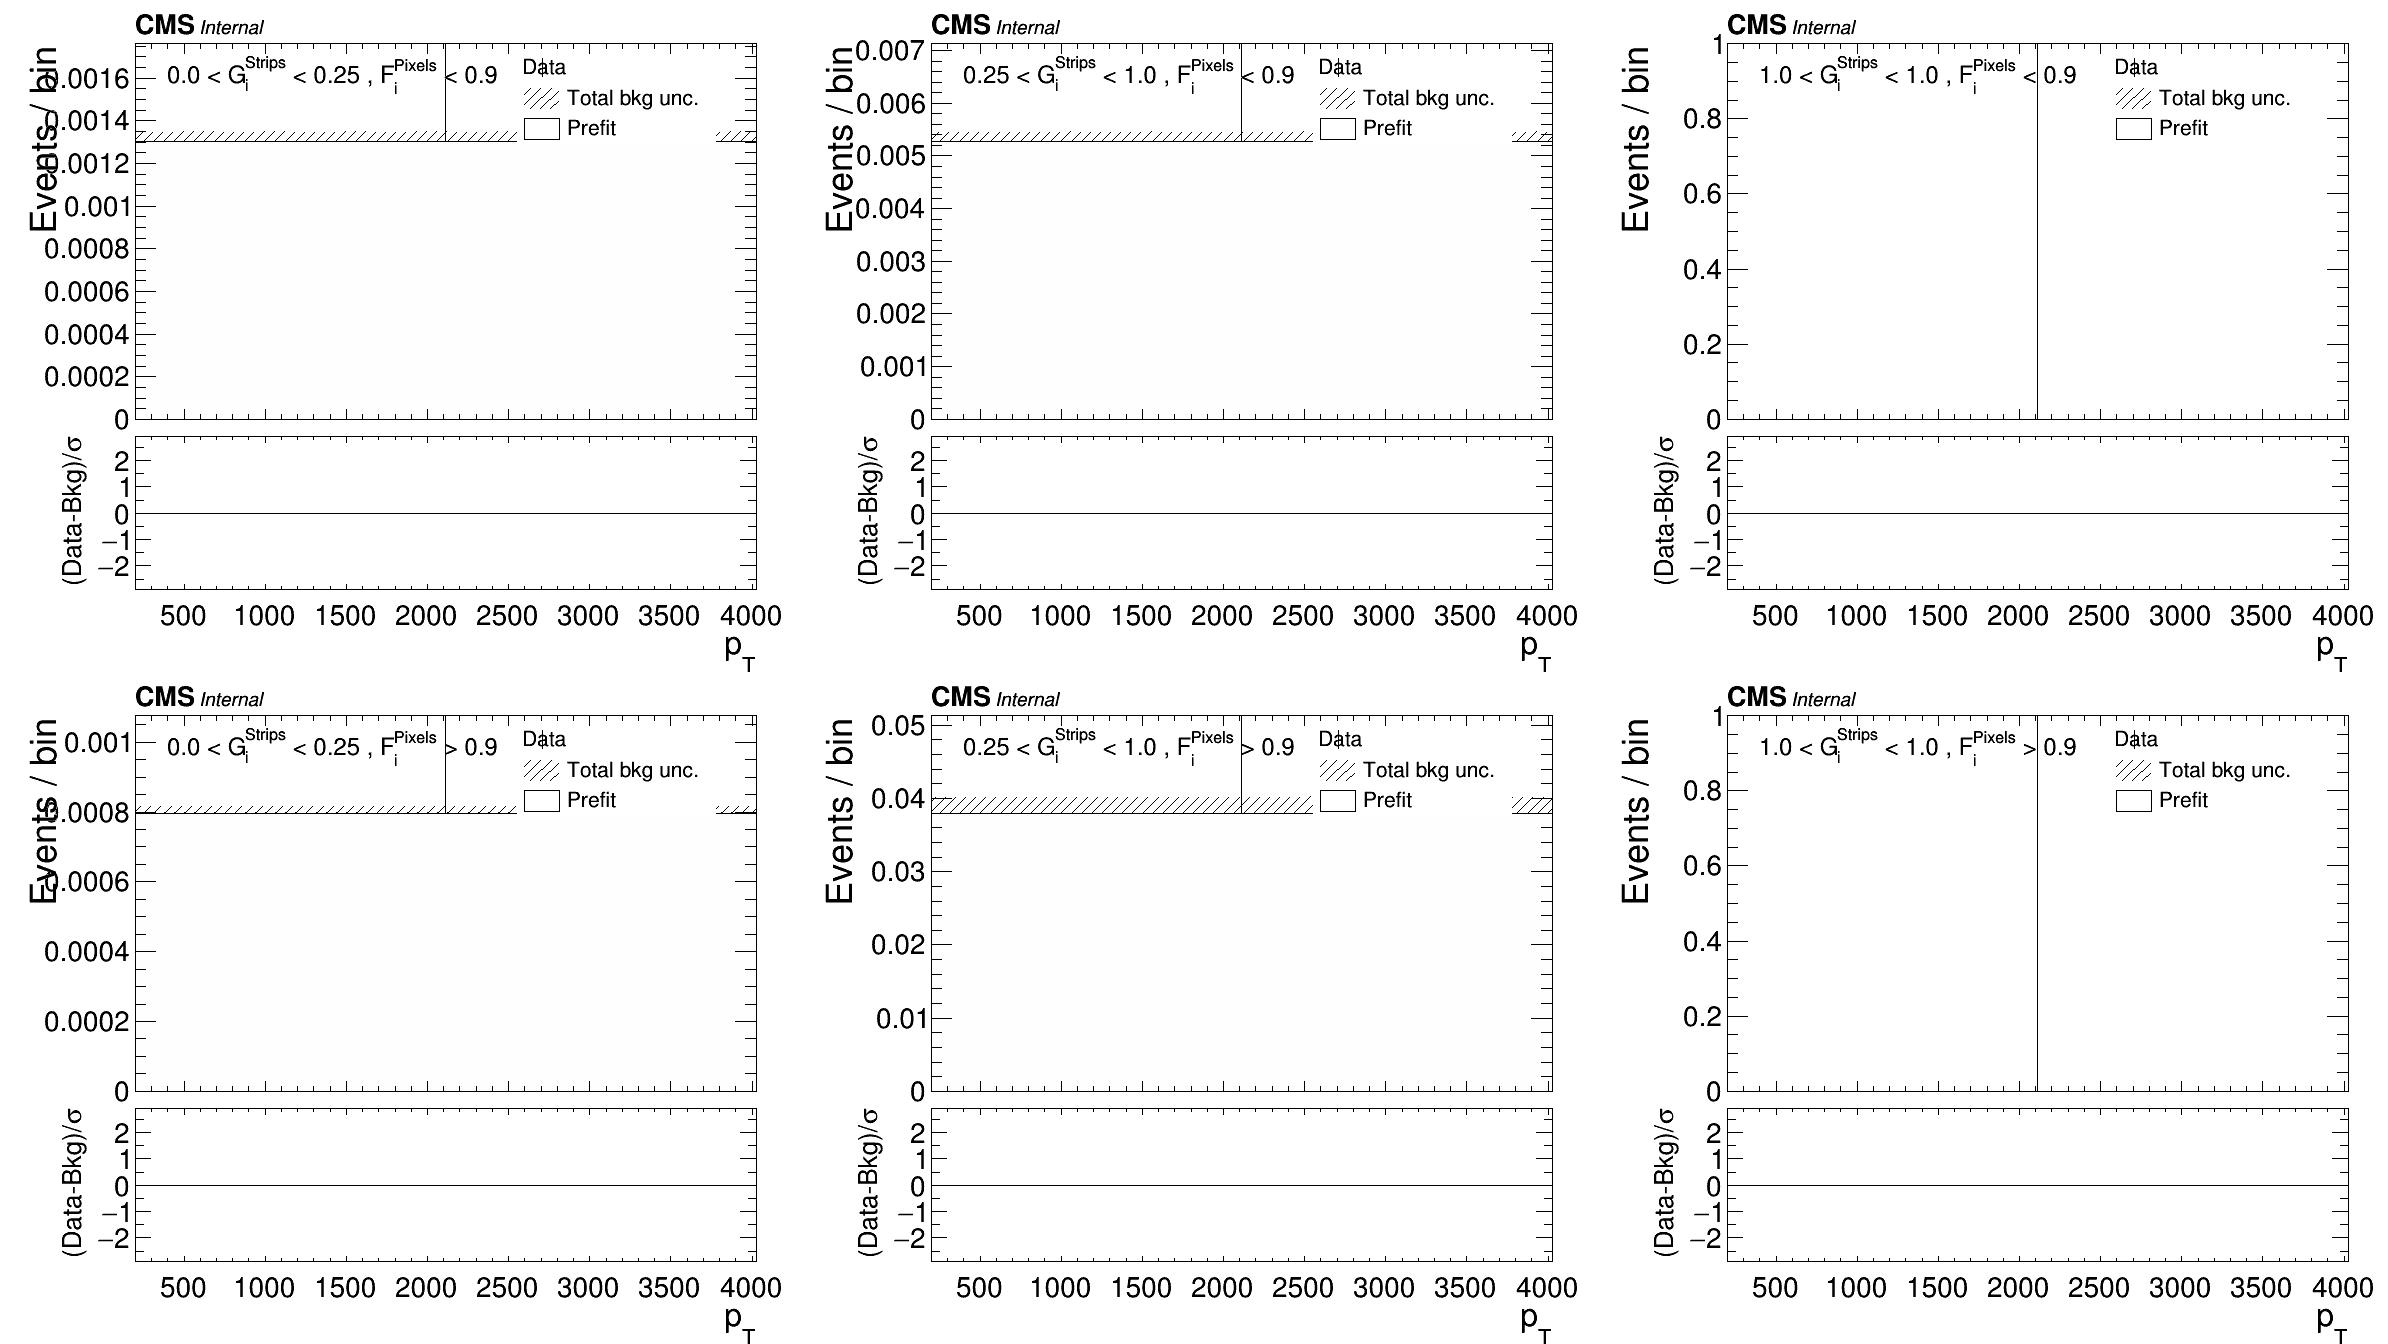 CMS Internal
Events / bin
0.0 < G_i^Strips < 0.25 , F_i^Pixels < 0.9
Data
Total bkg unc.
Prefit
0.0016
0.0014
0.0012
0.001
0.0008
0.0006
0.0004
0.0002
0
(Data-Bkg)/σ
2
1
0
−1
−2
500 1000 1500 2000 2500 3000 3500 4000
p_T
CMS Internal
Events / bin
0.25 < G_i^Strips < 1.0 , F_i^Pixels < 0.9
Data
Total bkg unc.
Prefit
0.007
0.006
0.005
0.004
0.003
0.002
0.001
0
(Data-Bkg)/σ
2
1
0
−1
−2
500 1000 1500 2000 2500 3000 3500 4000
p_T
CMS Internal
Events / bin
1.0 < G_i^Strips < 1.0 , F_i^Pixels < 0.9
Data
Total bkg unc.
Prefit
1
0.8
0.6
0.4
0.2
0
(Data-Bkg)/σ
2
1
0
−1
−2
500 1000 1500 2000 2500 3000 3500 4000
p_T
CMS Internal
Events / bin
0.0 < G_i^Strips < 0.25 , F_i^Pixels > 0.9
Data
Total bkg unc.
Prefit
0.001
0.0008
0.0006
0.0004
0.0002
0
(Data-Bkg)/σ
2
1
0
−1
−2
500 1000 1500 2000 2500 3000 3500 4000
p_T
CMS Internal
Events / bin
0.25 < G_i^Strips < 1.0 , F_i^Pixels > 0.9
Data
Total bkg unc.
Prefit
0.05
0.04
0.03
0.02
0.01
0
(Data-Bkg)/σ
2
1
0
−1
−2
500 1000 1500 2000 2500 3000 3500 4000
p_T
CMS Internal
Events / bin
1.0 < G_i^Strips < 1.0 , F_i^Pixels > 0.9
Data
Total bkg unc.
Prefit
1
0.8
0.6
0.4
0.2
0
(Data-Bkg)/σ
2
1
0
−1
−2
500 1000 1500 2000 2500 3000 3500 4000
p_T